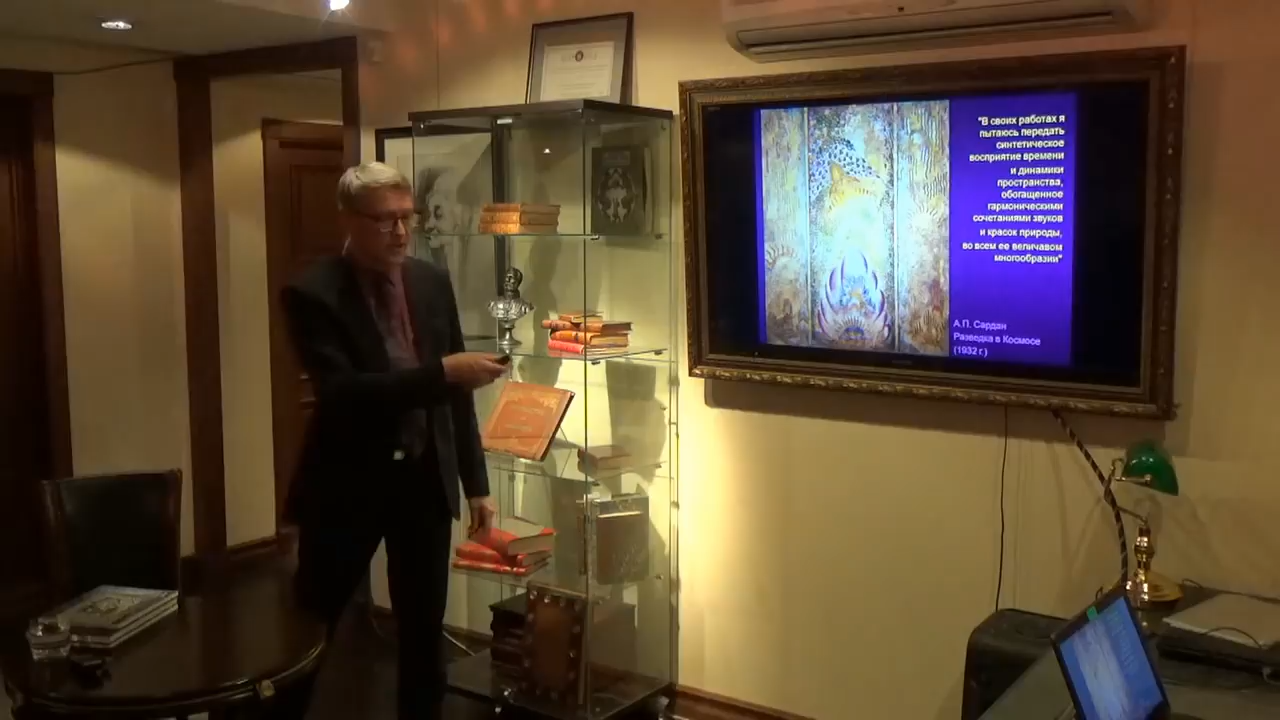 "В своих работах я
пытаюсь передать
синтетическое
восприятие времени
и динамики
пространства,
обогащенное
гармоническими
сочетаниями звуков
и красок природы,
во всем ее величавом
многообразии"
А.П. Сардан
Разведка в Космосе
(1932 г.)